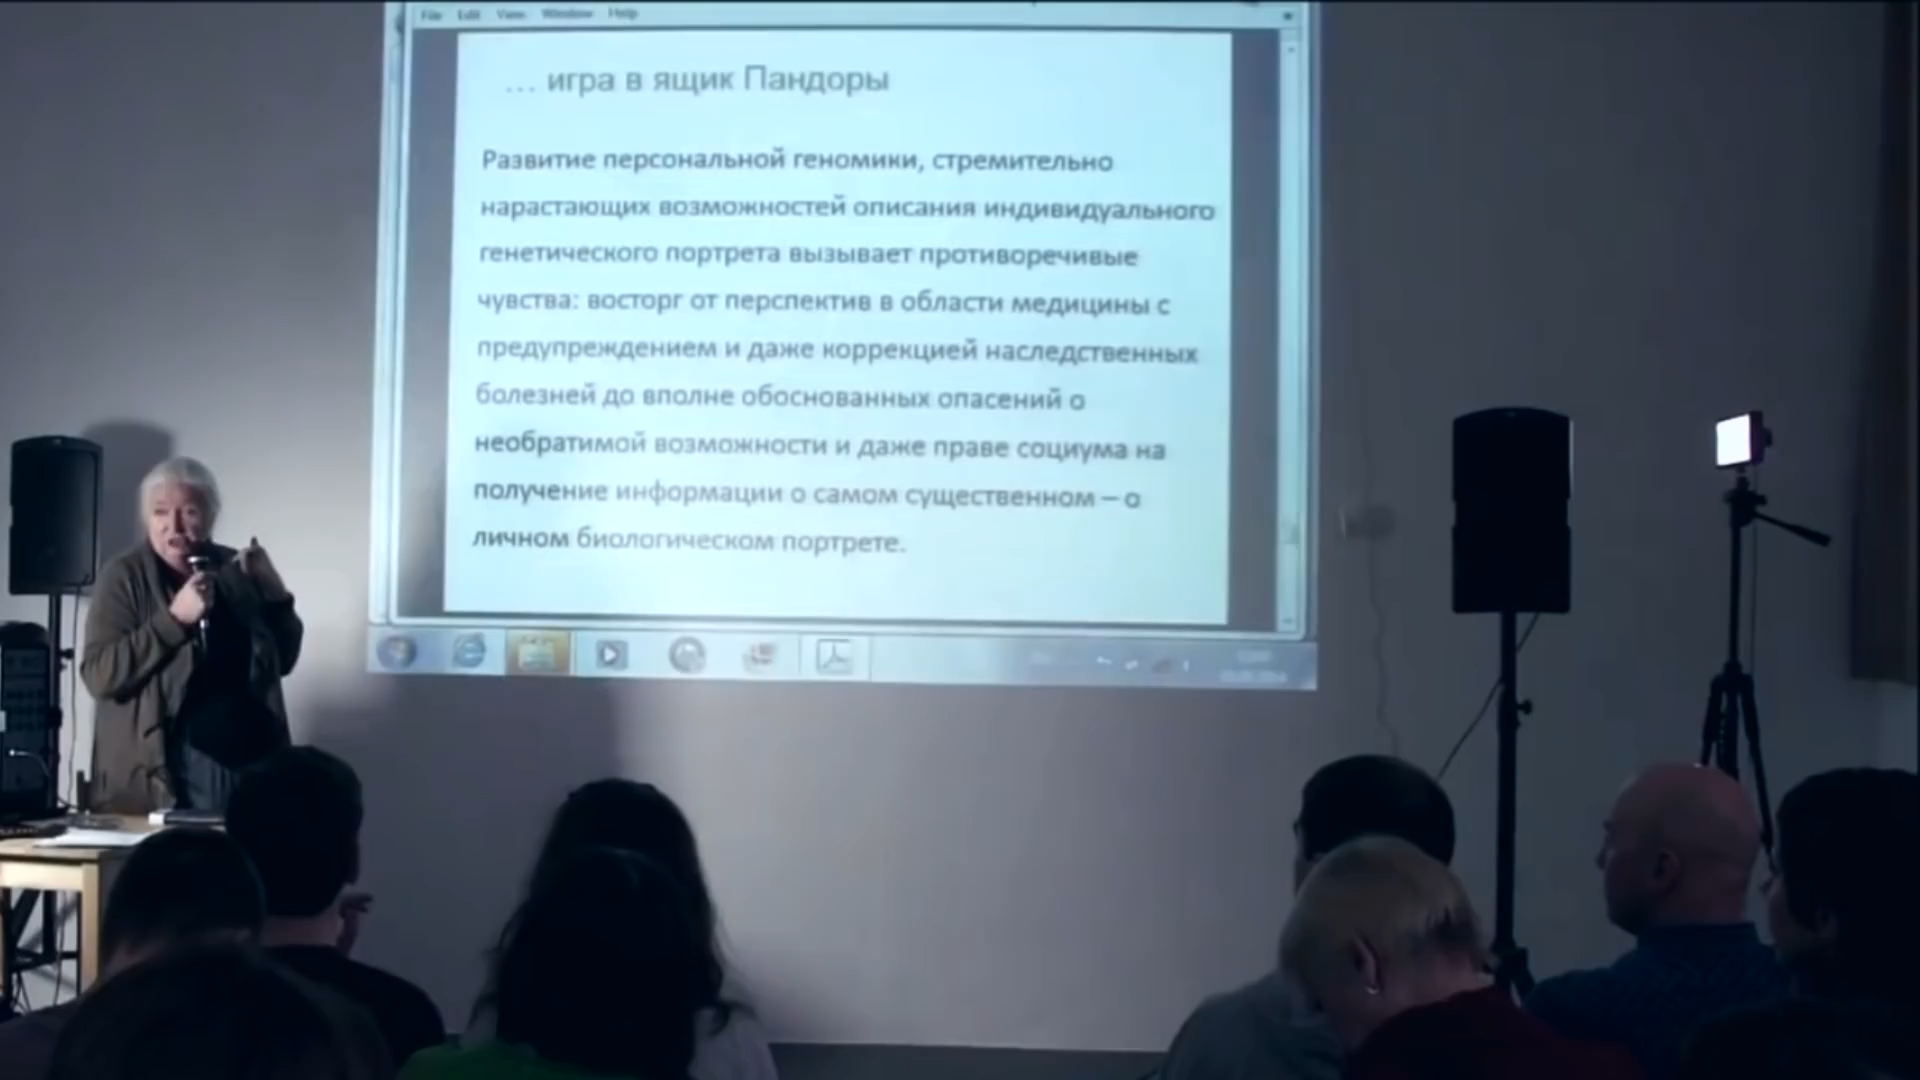 File Edit View Window Help
... игра в ящик Пандоры
Развитие персональной геномики, стремительно
нарастающих возможностей описания индивидуального
генетического портрета вызывает противоречивые
чувства: восторг от перспектив в области медицины с
предупреждением и даже коррекцией наследственных
болезней до вполне обоснованных опасений о
необратимой возможности и даже праве социума на
получение информации о самом существенном – о
личном биологическом портрете.